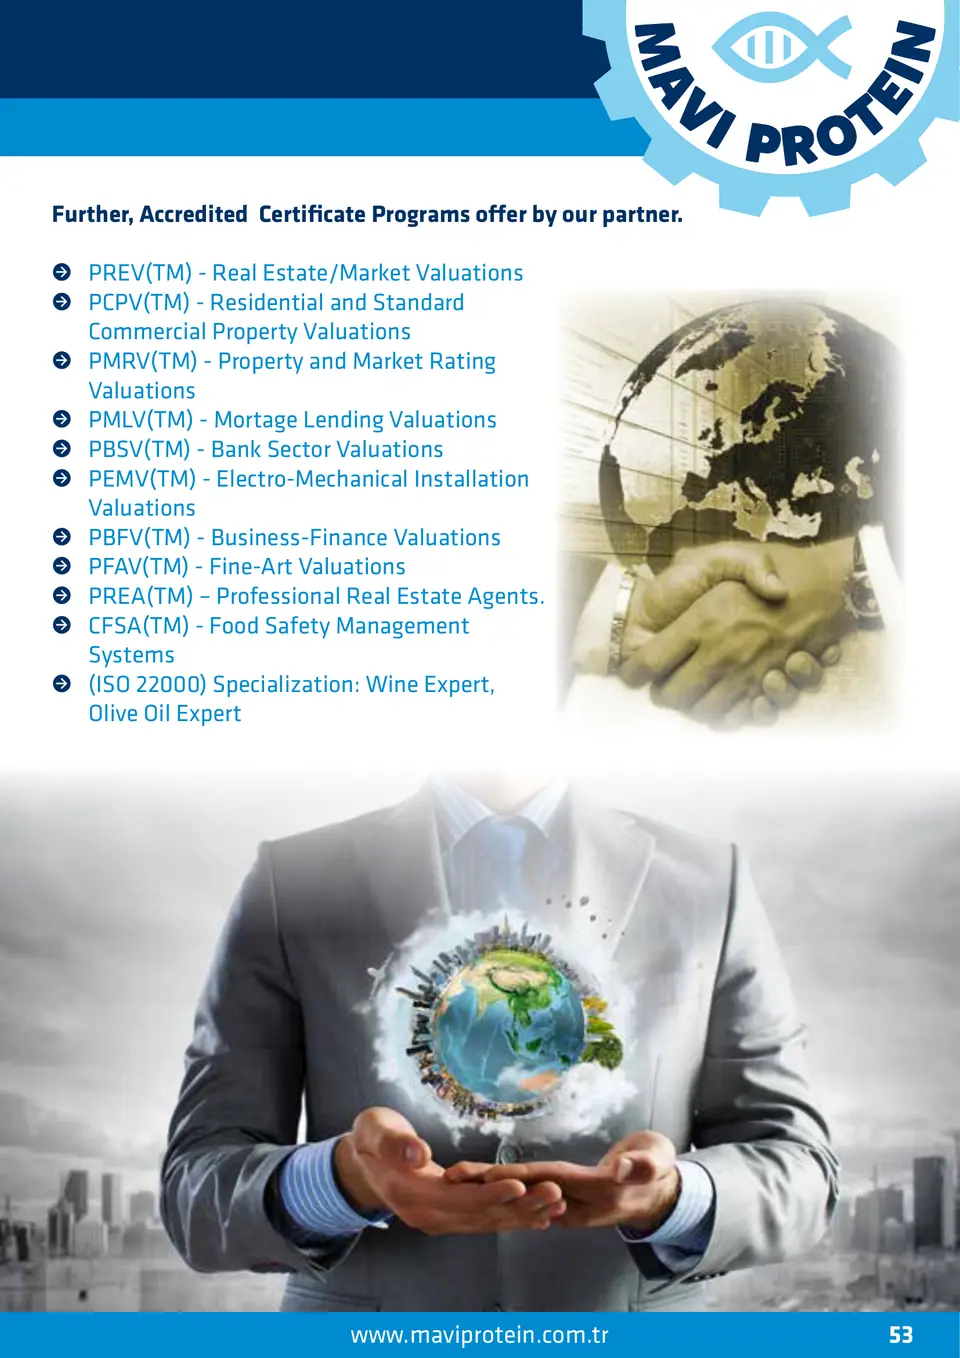 MAVI PROTEIN
Further, Accredited  Certificate Programs offer by our partner.
PREV(TM) - Real Estate/Market Valuations
PCPV(TM) - Residential and Standard
Commercial Property Valuations
PMRV(TM) - Property and Market Rating
Valuations
PMLV(TM) - Mortage Lending Valuations
PBSV(TM) - Bank Sector Valuations
PEMV(TM) - Electro-Mechanical Installation
Valuations
PBFV(TM) - Business-Finance Valuations
PFAV(TM) - Fine-Art Valuations
PREA(TM) – Professional Real Estate Agents.
CFSA(TM) - Food Safety Management
Systems
(ISO 22000) Specialization: Wine Expert,
Olive Oil Expert
www.maviprotein.com.tr
53